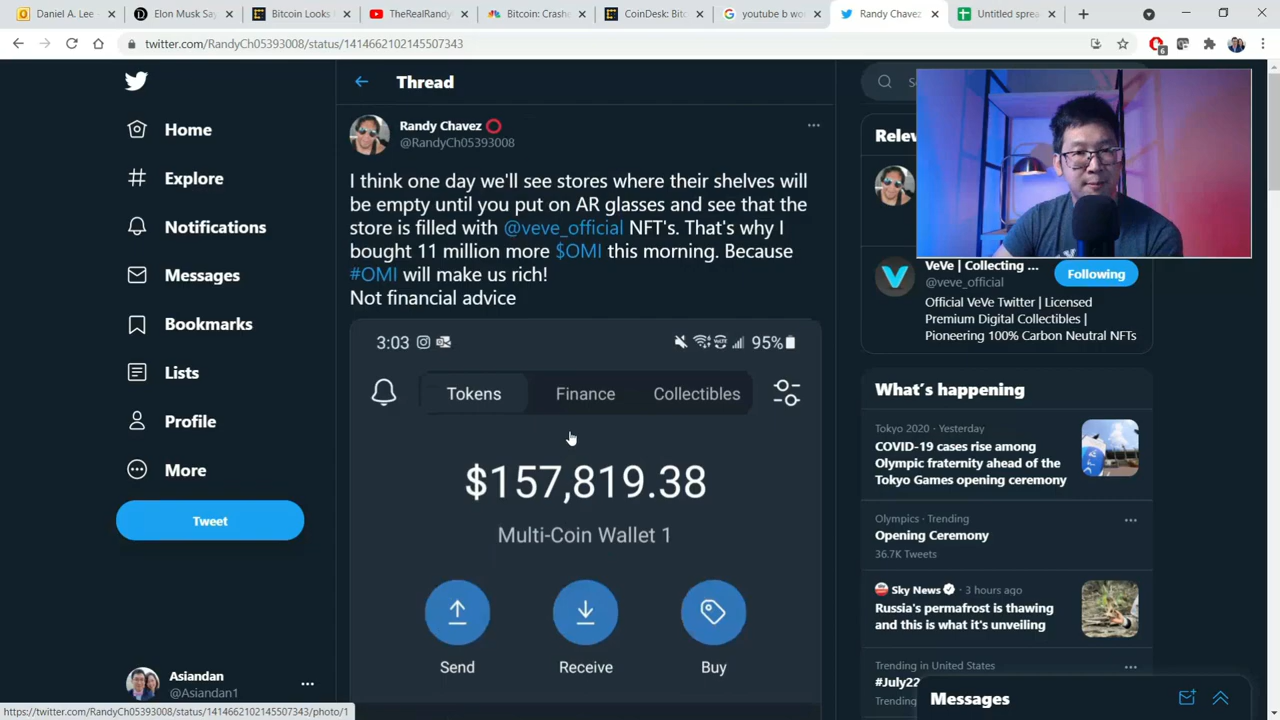 Daniel A. Lee
Elon Musk Say
Bitcoin Looks
TheRealRandy
Bitcoin: Crash
CoinDesk: Bit
youtube b wo
Randy Chavez
Untitled spre
twitter.com/RandyCh05393008/status/1414662102145507343
6
Home
Explore
Notifications
Messages
Bookmarks
Lists
Profile
More
Tweet
Asiandan
@Asiandan1
https://twitter.com/RandyCh05393008/status/1414662102145507343/photo/1
Thread
Randy Chavez
@RandyCh05393008
I think one day we'll see stores where their shelves will
be empty until you put on AR glasses and see that the
store is filled with @veve_official NFT's. That's why I
bought 11 million more $OMI this morning. Because
#OMI will make us rich!
Not financial advice
3:03
95%
Tokens
Finance
Collectibles
$157,819.38
Multi-Coin Wallet 1
Send
Receive
Buy
Relev
VeVe | Collecting ...
@veve_official
Following
Official VeVe Twitter | Licensed
Premium Digital Collectibles |
Pioneering 100% Carbon Neutral NFTs
What's happening
Tokyo 2020 · Yesterday
COVID-19 cases rise among
Olympic fraternity ahead of the
Tokyo Games opening ceremony
Olympics · Trending
Opening Ceremony
36.7K Tweets
Sky News · 3 hours ago
Russia's permafrost is thawing
and this is what it's unveiling
Trending in United States
#July22
Trending
Messages